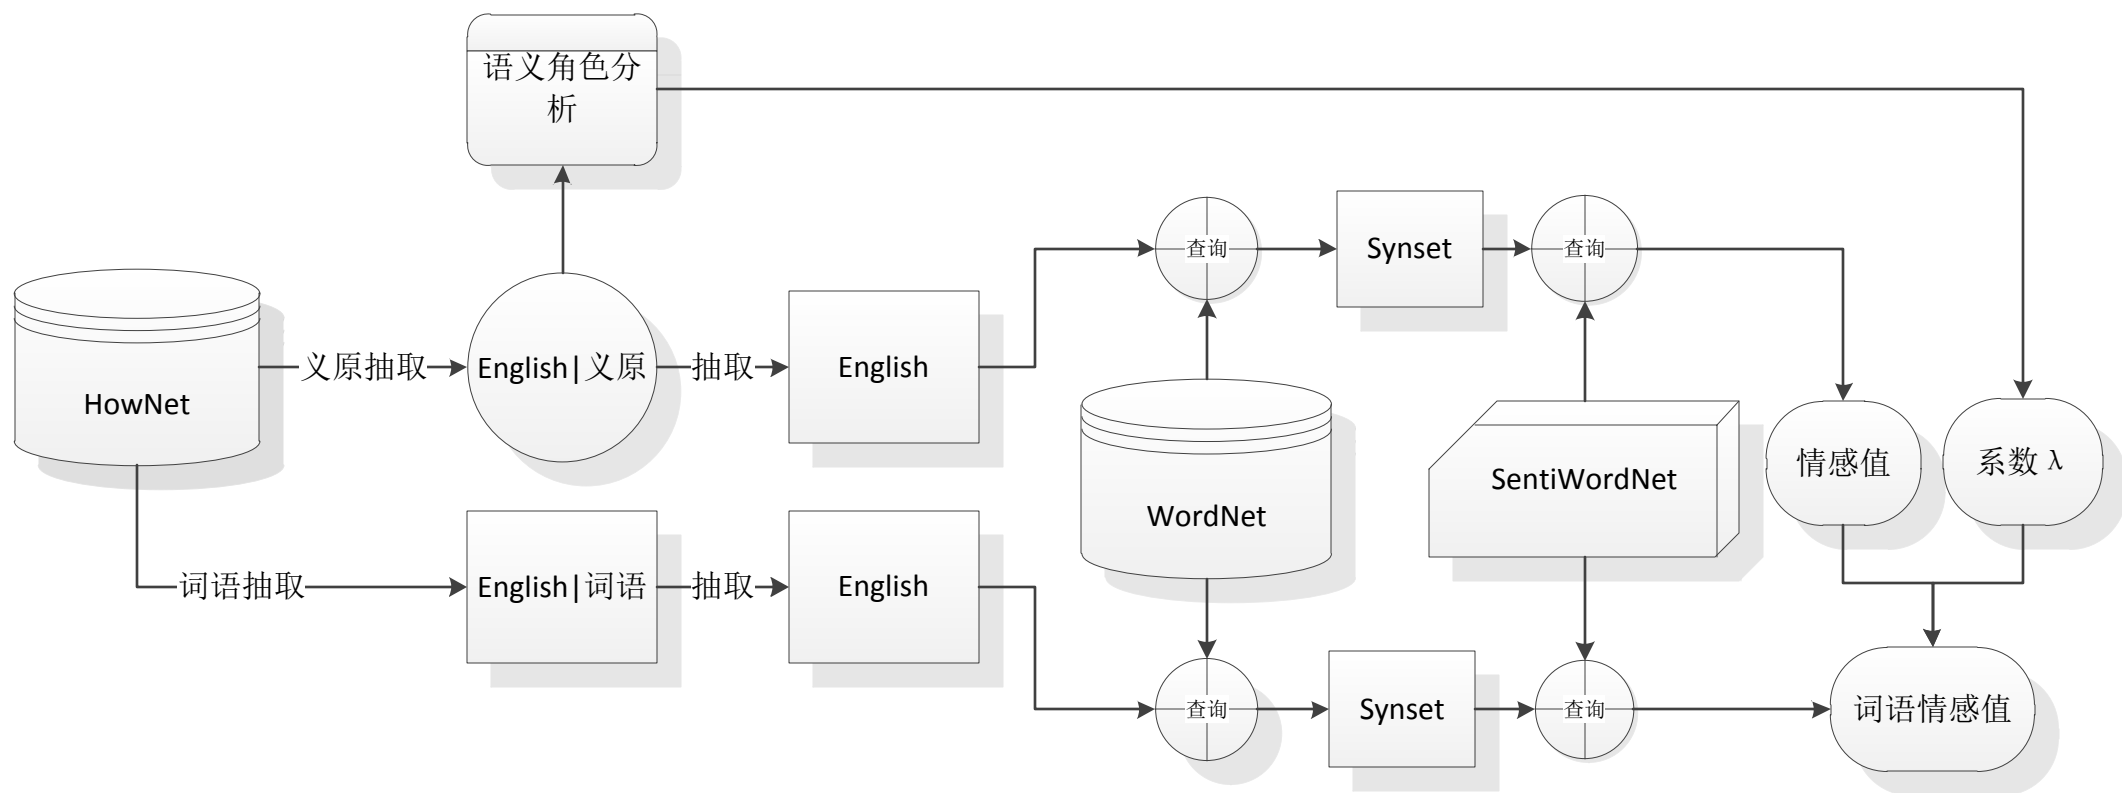 语义角色分
析
查询
Synset
查询
HowNet
义原抽取
English|义原
抽取
English
WordNet
SentiWordNet
情感值
系数 λ
词语抽取
English|词语
抽取
English
查询
Synset
查询
词语情感值